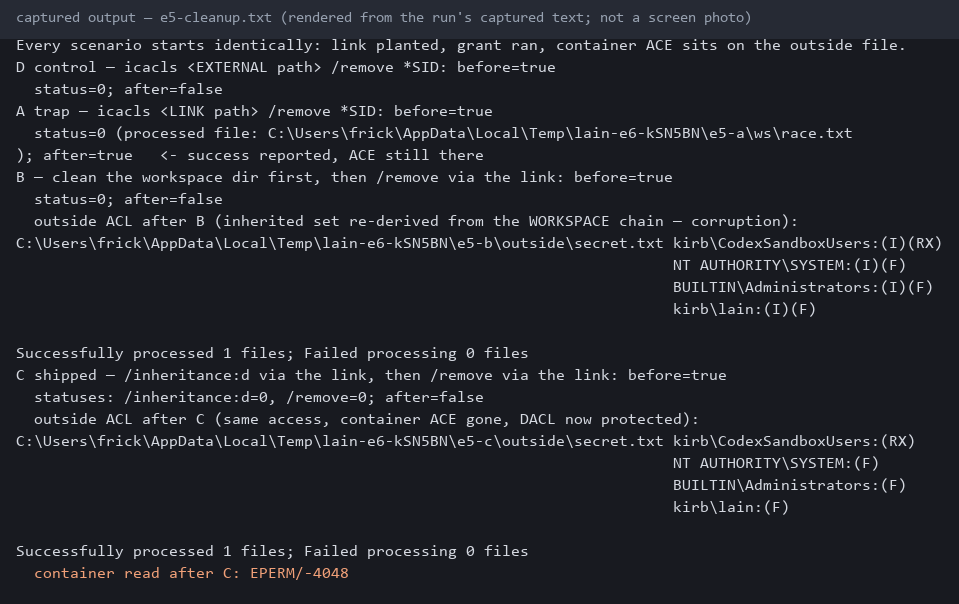 captured output — e5-cleanup.txt (rendered from the run's captured text; not a screen photo)
Every scenario starts identically: link planted, grant ran, container ACE sits on the outside file.
D control — icacls <EXTERNAL path> /remove *SID: before=true
status=0; after=false
A trap — icacls <LINK path> /remove *SID: before=true
status=0 (processed file: C:\Users\frick\AppData\Local\Temp\lain-e6-kSN5BN\e5-a\ws\race.txt
); after=true   <- success reported, ACE still there
B — clean the workspace dir first, then /remove via the link: before=true
status=0; after=false
outside ACL after B (inherited set re-derived from the WORKSPACE chain — corruption):
C:\Users\frick\AppData\Local\Temp\lain-e6-kSN5BN\e5-b\outside\secret.txt kirb\CodexSandboxUsers:(I)(RX)
NT AUTHORITY\SYSTEM:(I)(F)
BUILTIN\Administrators:(I)(F)
kirb\lain:(I)(F)
Successfully processed 1 files; Failed processing 0 files
C shipped — /inheritance:d via the link, then /remove via the link: before=true
statuses: /inheritance:d=0, /remove=0; after=false
outside ACL after C (same access, container ACE gone, DACL now protected):
C:\Users\frick\AppData\Local\Temp\lain-e6-kSN5BN\e5-c\outside\secret.txt kirb\CodexSandboxUsers:(RX)
NT AUTHORITY\SYSTEM:(F)
BUILTIN\Administrators:(F)
kirb\lain:(F)
Successfully processed 1 files; Failed processing 0 files
container read after C: EPERM/-4048